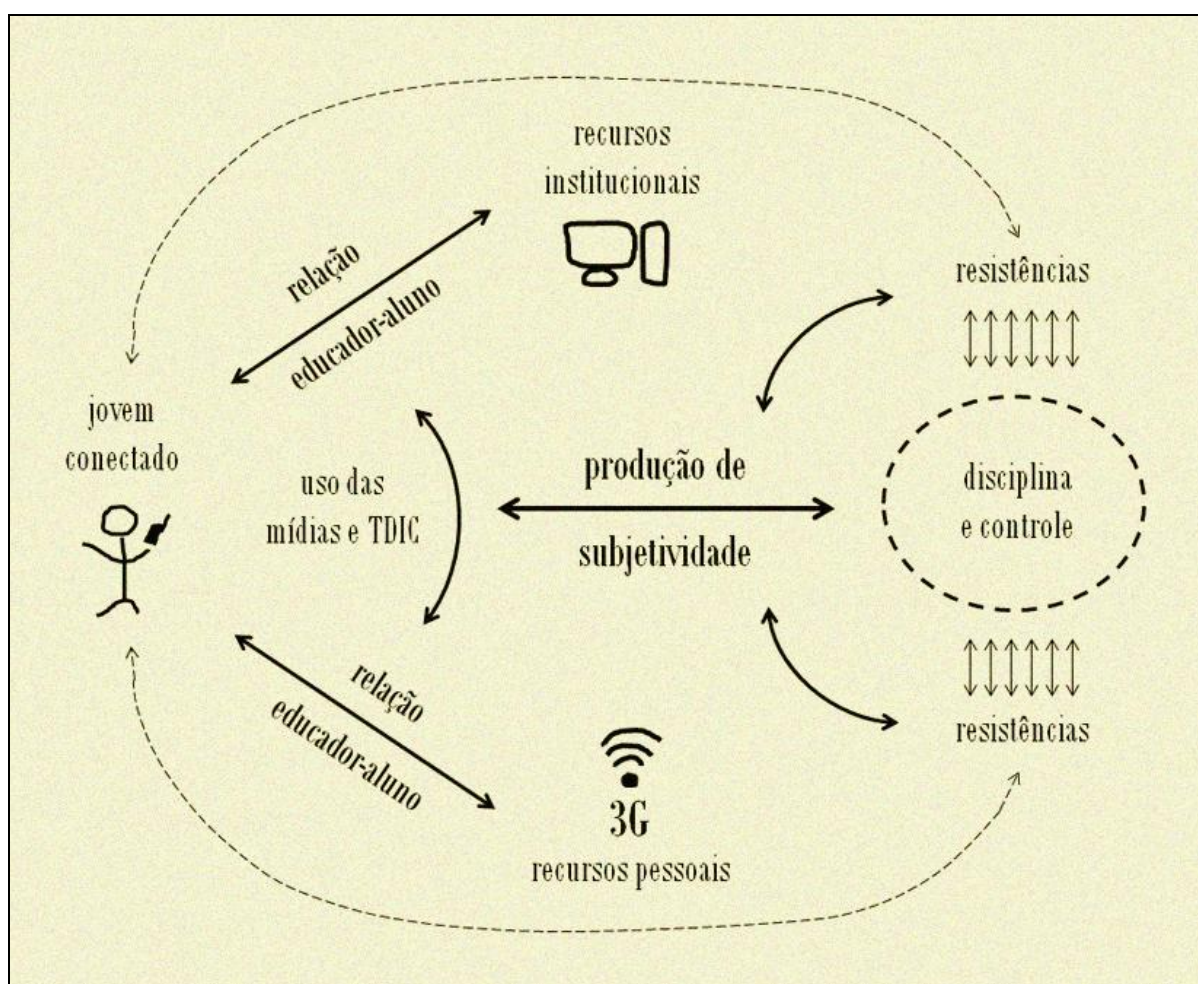 recursos
institucionais
relação
educador-aluno
resistências
jovem
conectado
uso das
mídias e TDIC
produção de
subjetividade
disciplina
e controle
relação
educador-aluno
resistências
3G
recursos pessoais